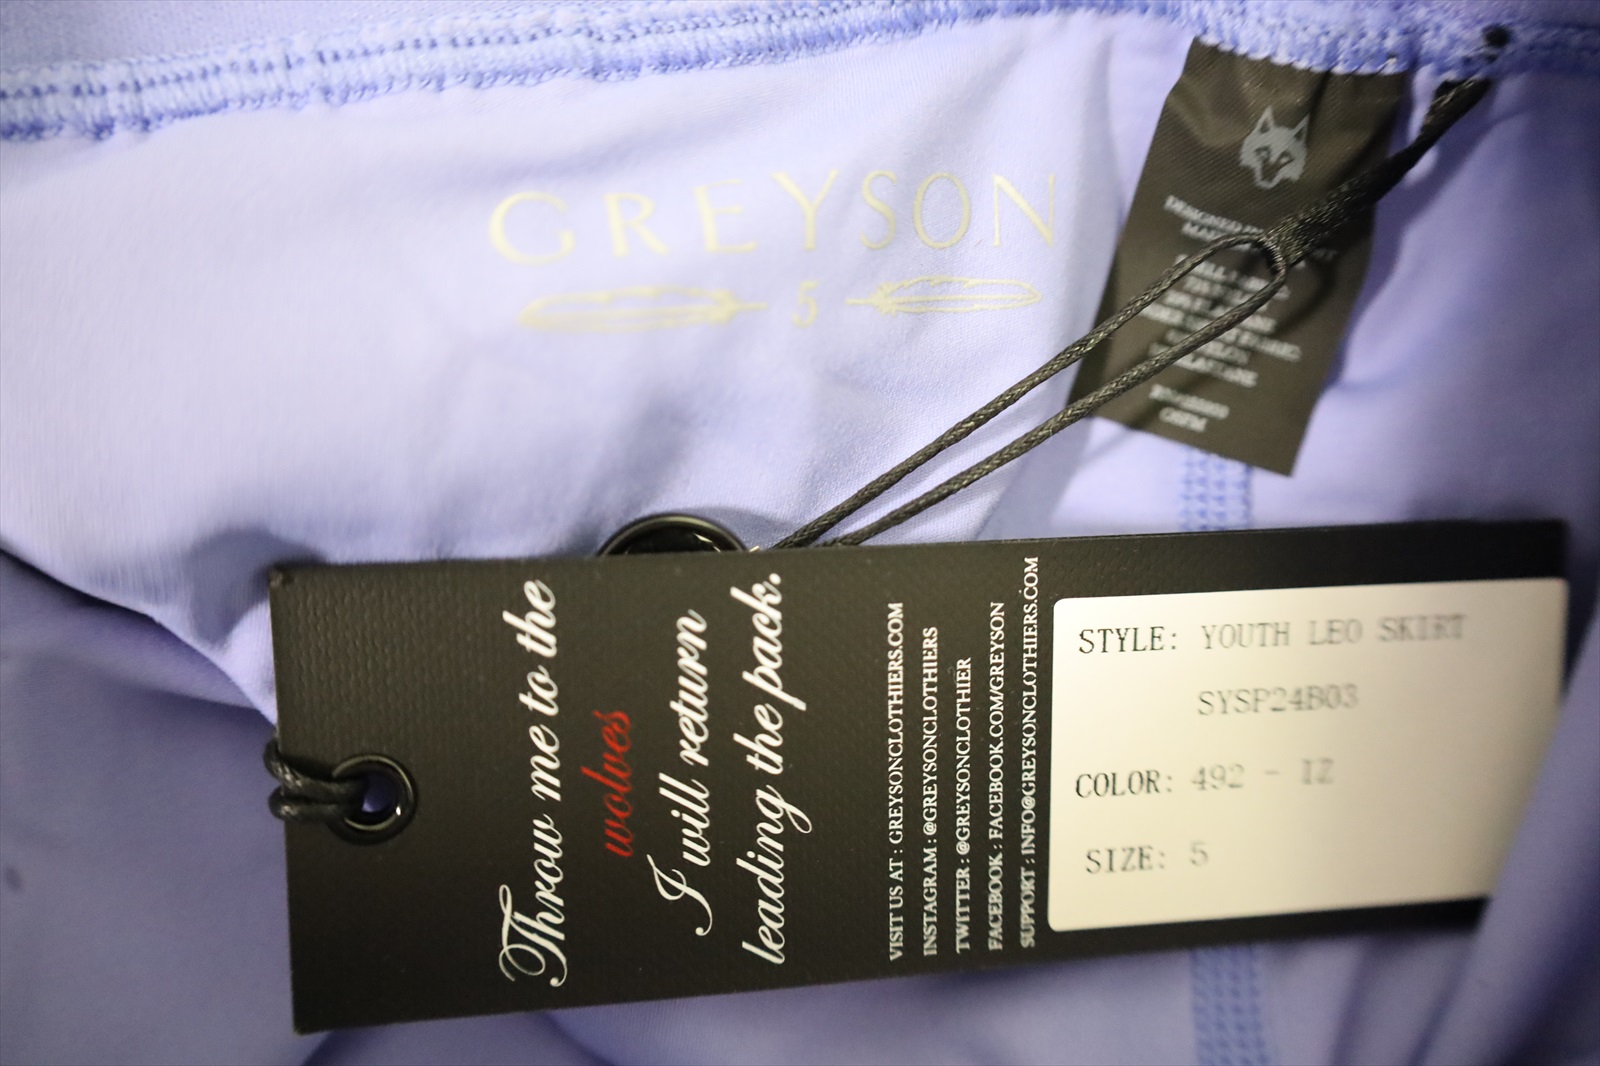 GREYSON
5
Throw me to the
wolves
I will return
leading the pack.
VISIT US AT : GREYSONCLOTHIERS.COM
INSTAGRAM : @GREYSONCLOTHIERS
TWITTER : @GREYSONCLOTHIER
FACEBOOK : FACEBOOK.COM/GREYSON
SUPPORT : INFO@GREYSONCLOTHIERS.COM
STYLE: YOUTH LEO SKIRT
SYSP24B03
COLOR: 492 - IZ
SIZE: 5